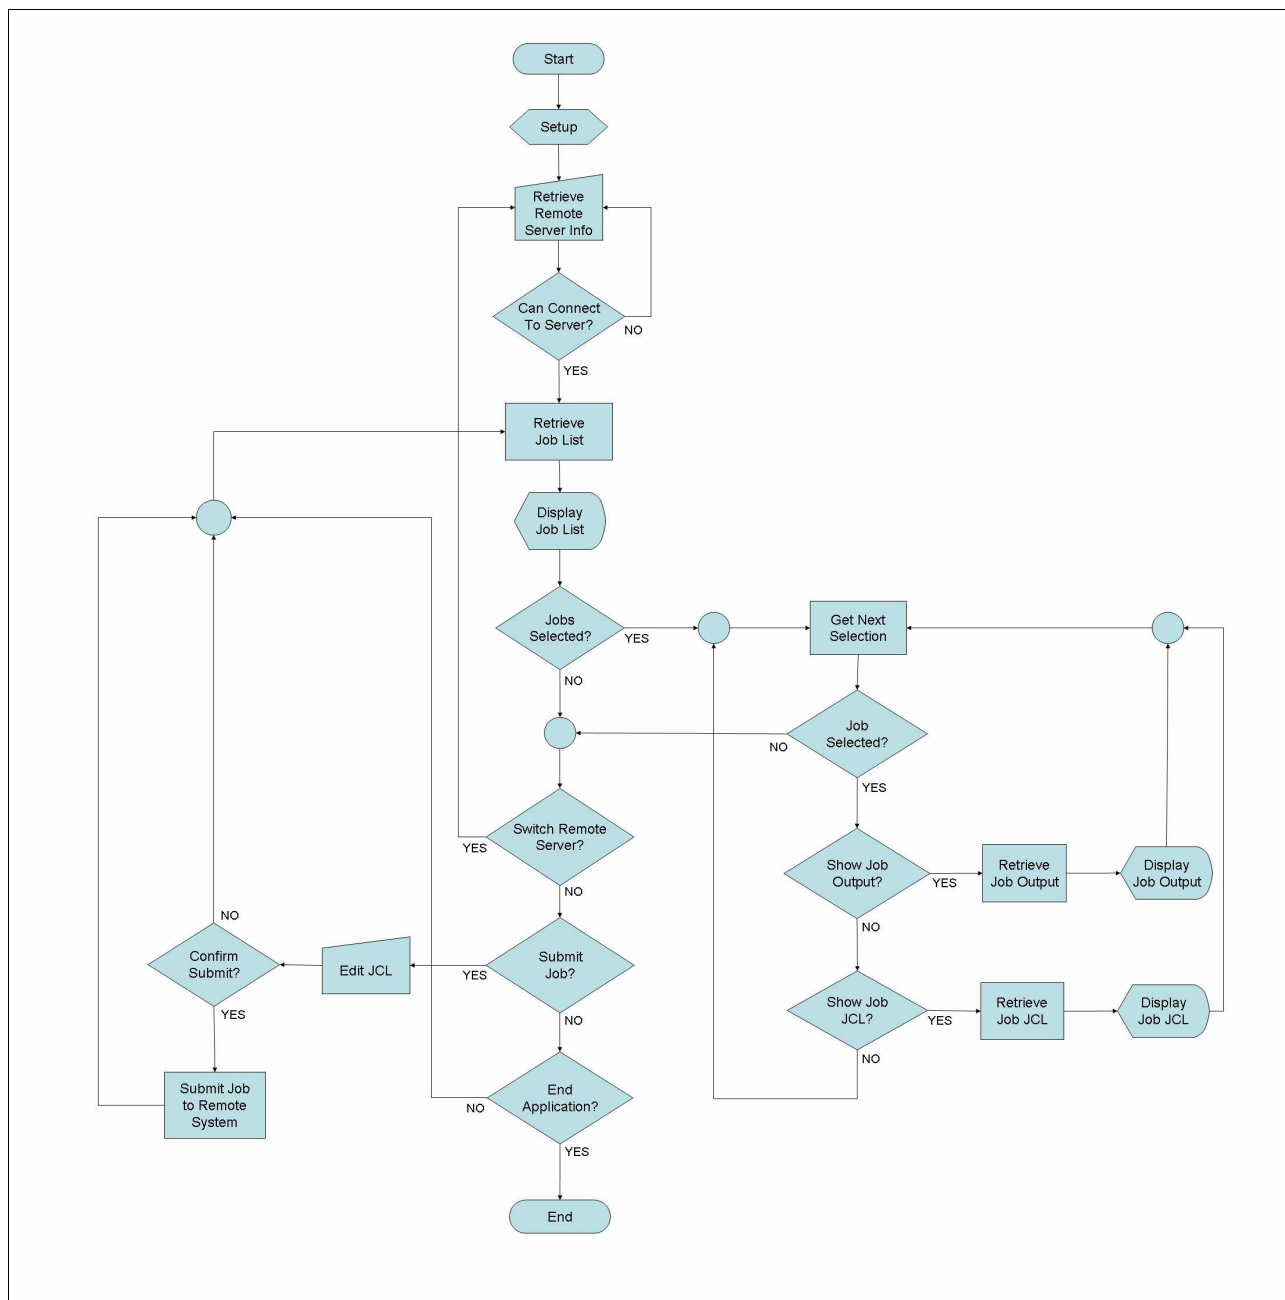 Start
Setup
Retrieve
Remote
Server Info
Can Connect
To Server?
NO
YES
Retrieve
Job List
Display
Job List
Jobs
Selected?
YES
NO
Get Next
Selection
Job
Selected?
NO
YES
Switch Remote
Server?
YES
NO
Show Job
Output?
YES
NO
Retrieve
Job Output
Display
Job Output
Submit
Job?
YES
NO
Edit JCL
Confirm
Submit?
NO
YES
Submit Job
to Remote
System
Show Job
JCL?
YES
NO
Retrieve
Job JCL
Display
Job JCL
End
Application?
NO
YES
End